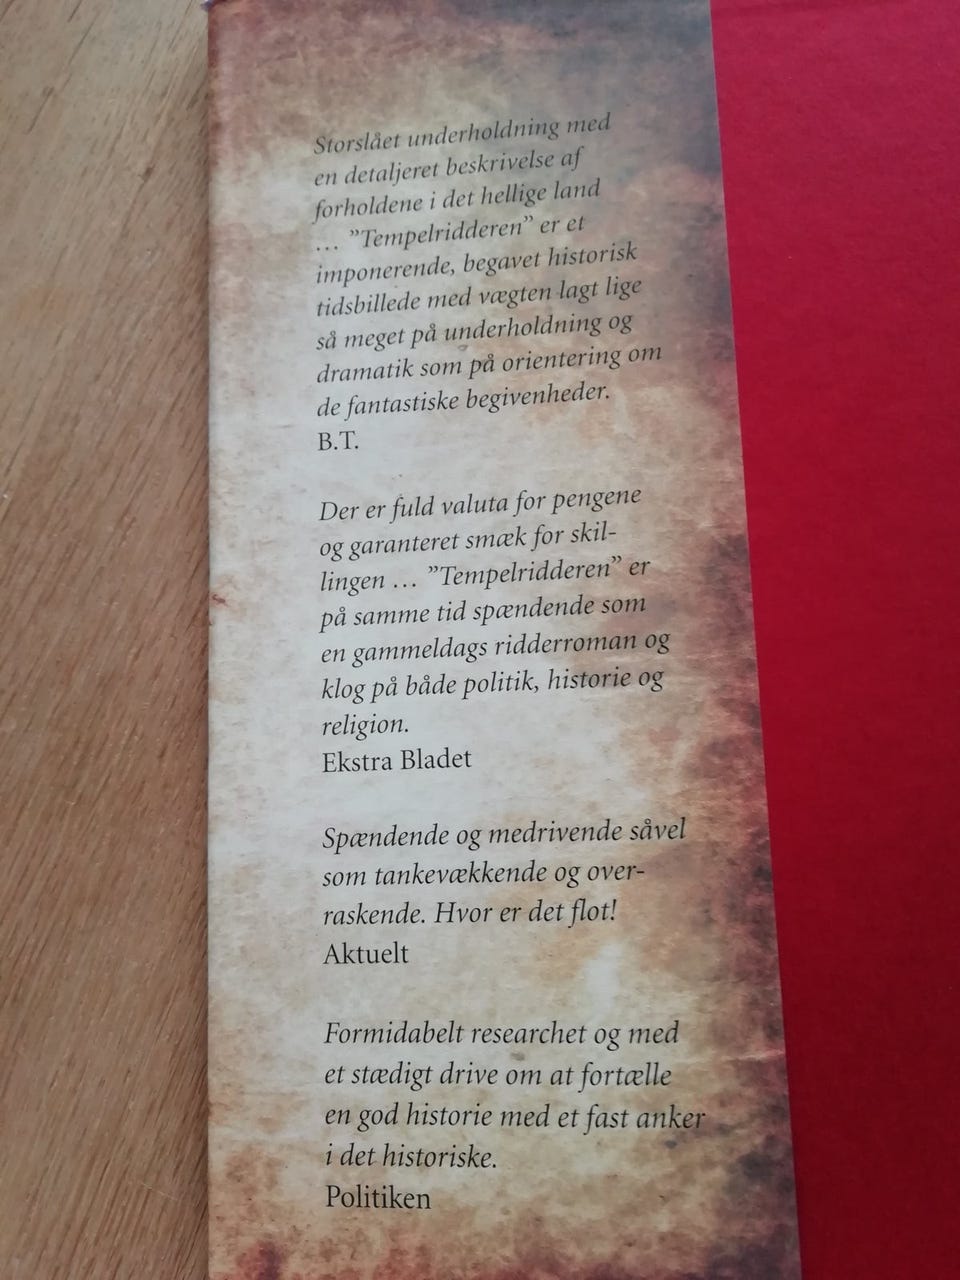 Storslået underholdning med
en detaljeret beskrivelse af
forholdene i det hellige land
... ”Tempelridderen” er et
imponerende, begavet historisk
tidsbillede med vægten lagt lige
så meget på underholdning og
dramatik som på orientering om
de fantastiske begivenheder.
B.T.
Der er fuld valuta for pengene
og garanteret smæk for skil-
lingen ... ”Tempelridderen” er
på samme tid spændende som
en gammeldags ridderroman og
klog på både politik, historie og
religion.
Ekstra Bladet
Spændende og medrivende såvel
som tankevækkende og over-
raskende. Hvor er det flot!
Aktuelt
Formidabelt researchet og med
et stædigt drive om at fortælle
en god historie med et fast anker
i det historiske.
Politiken